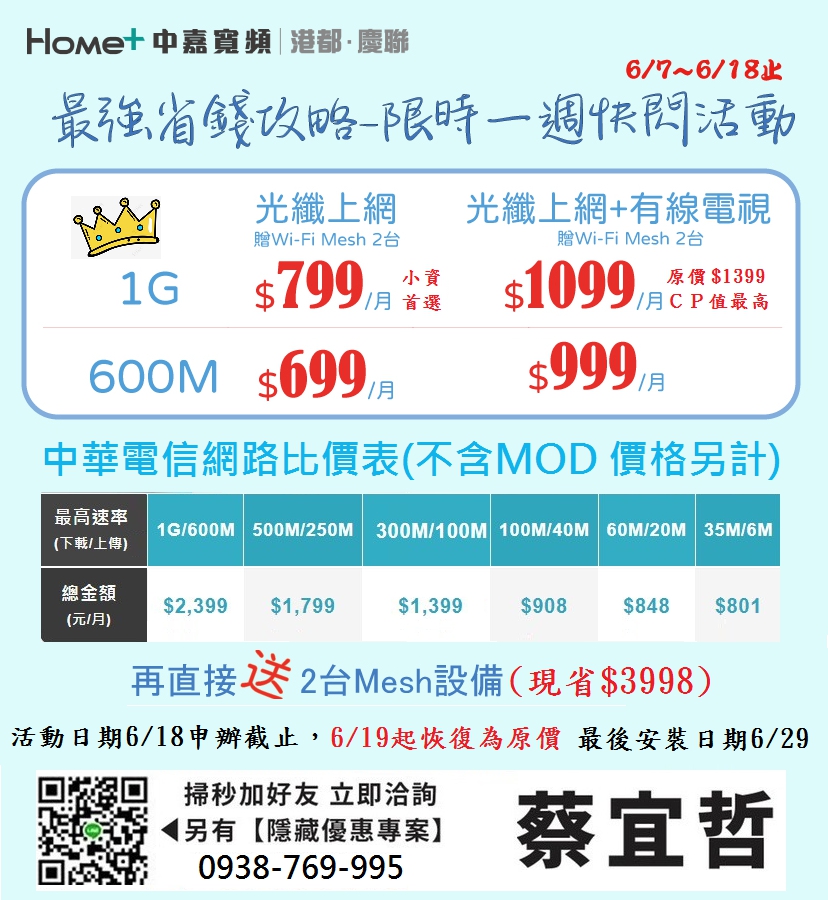 Home+ 中嘉寬頻 港都·慶聯
6/7~6/18止
最強省錢攻略-限時一週快閃活動
光纖上網 光纖上網+有線電視
贈Wi-Fi Mesh 2台 贈Wi-Fi Mesh 2台
1G $799/月 小資首選 $1099/月 原價$1399 CP值最高
600M $699/月 $999/月
中華電信網路比價表(不含MOD 價格另計)
最高速率 (下載/上傳) 1G/600M 500M/250M 300M/100M 100M/40M 60M/20M 35M/6M
總金額 (元/月) $2,399 $1,799 $1,399 $908 $848 $801
再直接送2台Mesh設備(現省$3998)
活動日期6/18申辦截止，6/19起恢復為原價 最後安裝日期6/29
掃秒加好友 立即洽詢
◀另有【隱藏優惠專案】
0938-769-995
蔡宜哲
LINE